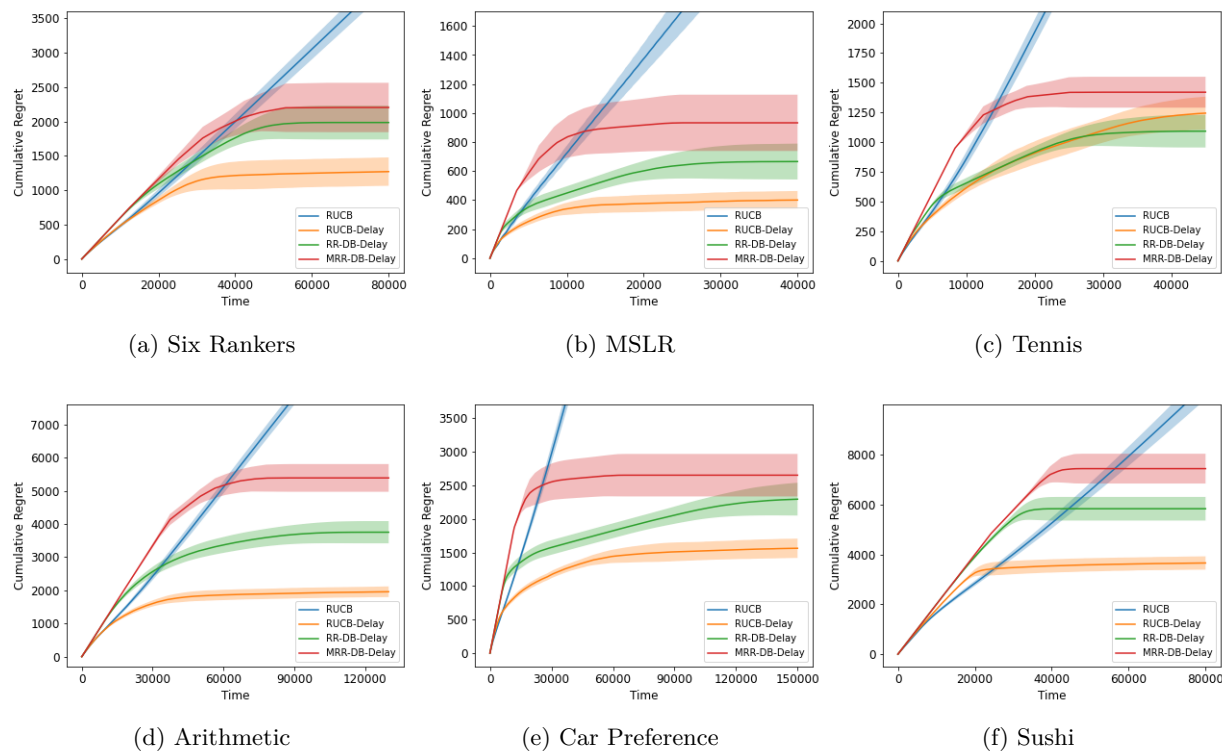 3500
3000
2500
2000
1500
1000
500
0
Cumulative Regret
0 20000 40000 60000 80000
Time
RUCB
RUCB-Delay
RR-DB-Delay
MRR-DB-Delay
(a) Six Rankers
1600
1400
1200
1000
800
600
400
200
0
Cumulative Regret
0 10000 20000 30000 40000
Time
RUCB
RUCB-Delay
RR-DB-Delay
MRR-DB-Delay
(b) MSLR
2000
1750
1500
1250
1000
750
500
250
0
Cumulative Regret
0 10000 20000 30000 40000
Time
RUCB
RUCB-Delay
RR-DB-Delay
MRR-DB-Delay
(c) Tennis
7000
6000
5000
4000
3000
2000
1000
0
Cumulative Regret
0 30000 60000 90000 120000
Time
RUCB
RUCB-Delay
RR-DB-Delay
MRR-DB-Delay
(d) Arithmetic
3500
3000
2500
2000
1500
1000
500
0
Cumulative Regret
0 30000 60000 90000 120000 150000
Time
RUCB
RUCB-Delay
RR-DB-Delay
MRR-DB-Delay
(e) Car Preference
8000
6000
4000
2000
0
Cumulative Regret
0 20000 40000 60000 80000
Time
RUCB
RUCB-Delay
RR-DB-Delay
MRR-DB-Delay
(f) Sushi